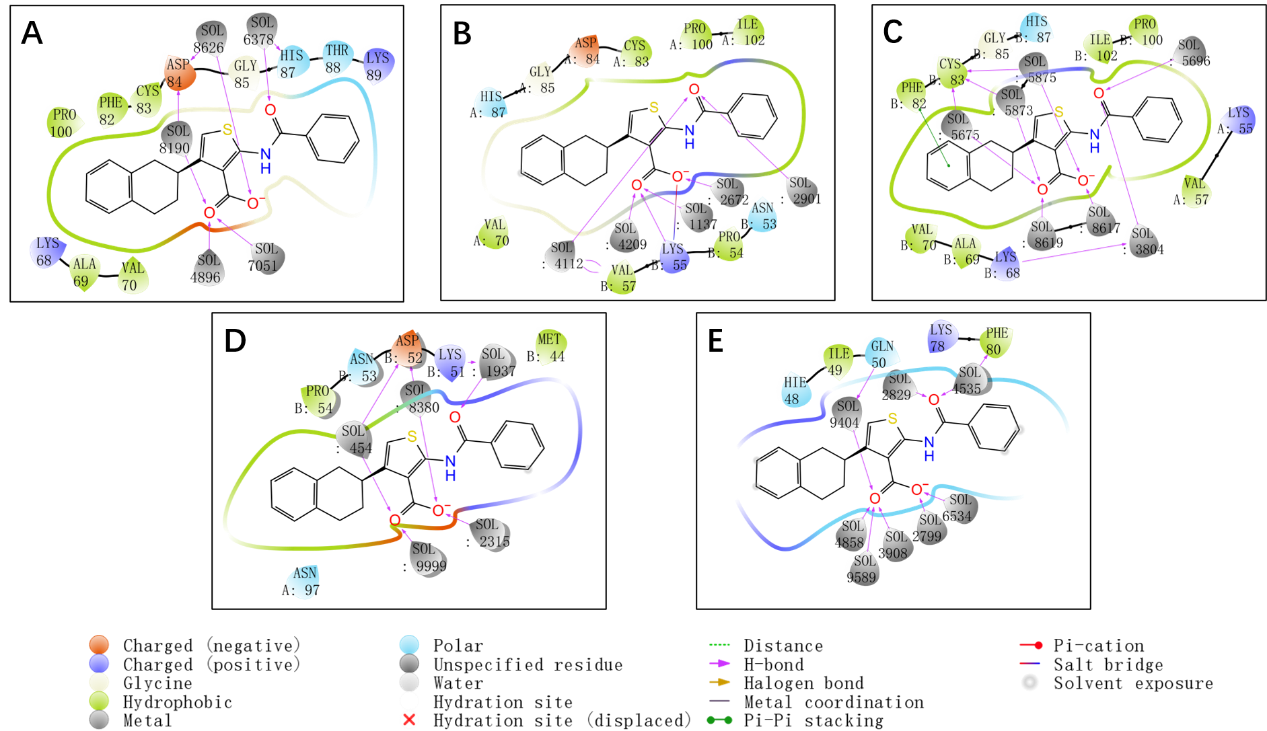 A
SOL
8626
SOL
6378
ASP
84
GLY
85
HIS
87
THR
88
LYS
89
CYS
83
PHE
82
PRO
100
SOL
8190
S
O
N
H
O
O⁻
LYS
68
ALA
69
VAL
70
SOL
4896
SOL
7051
B
ASP
A: 84
CYS
A: 83
PRO
A: 100
ILE
A: 102
GLY
A: 85
HIS
A: 87
S
O
NH
O
O⁻
VAL
A: 70
SOL
: 4112
SOL
: 4209
SOL
: 1137
SOL
: 2672
SOL
: 2901
ASN
B: 53
PRO
B: 54
LYS
B: 55
VAL
B: 57
C
HIS
B: 87
GLY
B: 85
CYS
B: 83
PHE
B: 82
SOL
: 5875
SOL
: 5873
SOL
: 5675
ILE
B: 102
PRO
B: 100
SOL
: 5696
LYS
A: 55
VAL
A: 57
S
O
N
H
O
O⁻
VAL
B: 70
ALA
B: 69
LYS
B: 68
SOL
: 8619
SOL
: 8617
SOL
: 3804
D
ASP
B: 52
ASN
B: 53
PRO
B: 54
LYS
B: 51
SOL
: 1937
MET
B: 44
SOL
: 8380
SOL
: 454
S
O
N
H
O
O⁻
SOL
: 2315
SOL
: 9999
ASN
A: 97
E
LYS
78
PHE
80
ILE
49
GLN
50
HIE
48
SOL
2829
SOL
4535
SOL
9404
S
O
N
H
O
O⁻
SOL
4858
SOL
9589
SOL
3908
SOL
2799
SOL
6534
Charged (negative)
Charged (positive)
Glycine
Hydrophobic
Metal
Polar
Unspecified residue
Water
Hydration site
Hydration site (displaced)
Distance
H-bond
Halogen bond
Metal coordination
Pi-Pi stacking
Pi-cation
Salt bridge
Solvent exposure